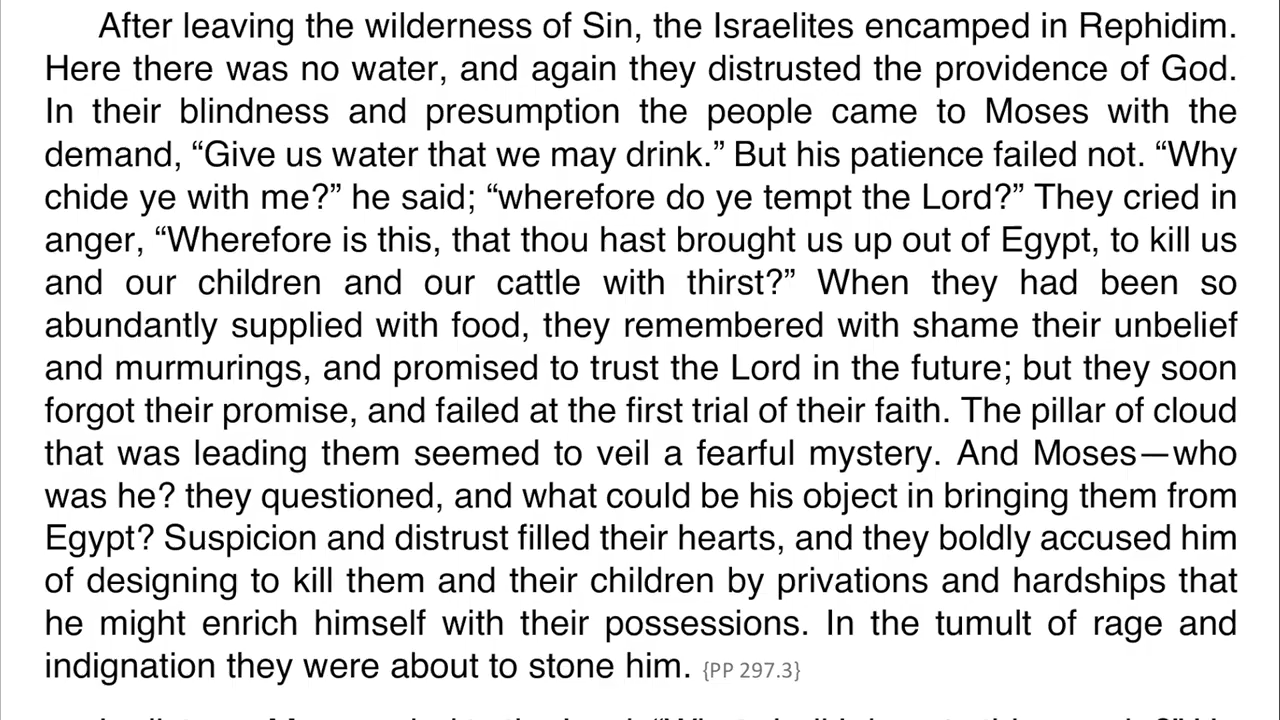 After leaving the wilderness of Sin, the Israelites encamped in Rephidim.
Here there was no water, and again they distrusted the providence of God.
In their blindness and presumption the people came to Moses with the
demand, “Give us water that we may drink.” But his patience failed not. “Why
chide ye with me?” he said; “wherefore do ye tempt the Lord?” They cried in
anger, “Wherefore is this, that thou hast brought us up out of Egypt, to kill us
and our children and our cattle with thirst?” When they had been so
abundantly supplied with food, they remembered with shame their unbelief
and murmurings, and promised to trust the Lord in the future; but they soon
forgot their promise, and failed at the first trial of their faith. The pillar of cloud
that was leading them seemed to veil a fearful mystery. And Moses—who
was he? they questioned, and what could be his object in bringing them from
Egypt? Suspicion and distrust filled their hearts, and they boldly accused him
of designing to kill them and their children by privations and hardships that
he might enrich himself with their possessions. In the tumult of rage and
indignation they were about to stone him. {PP 297.3}